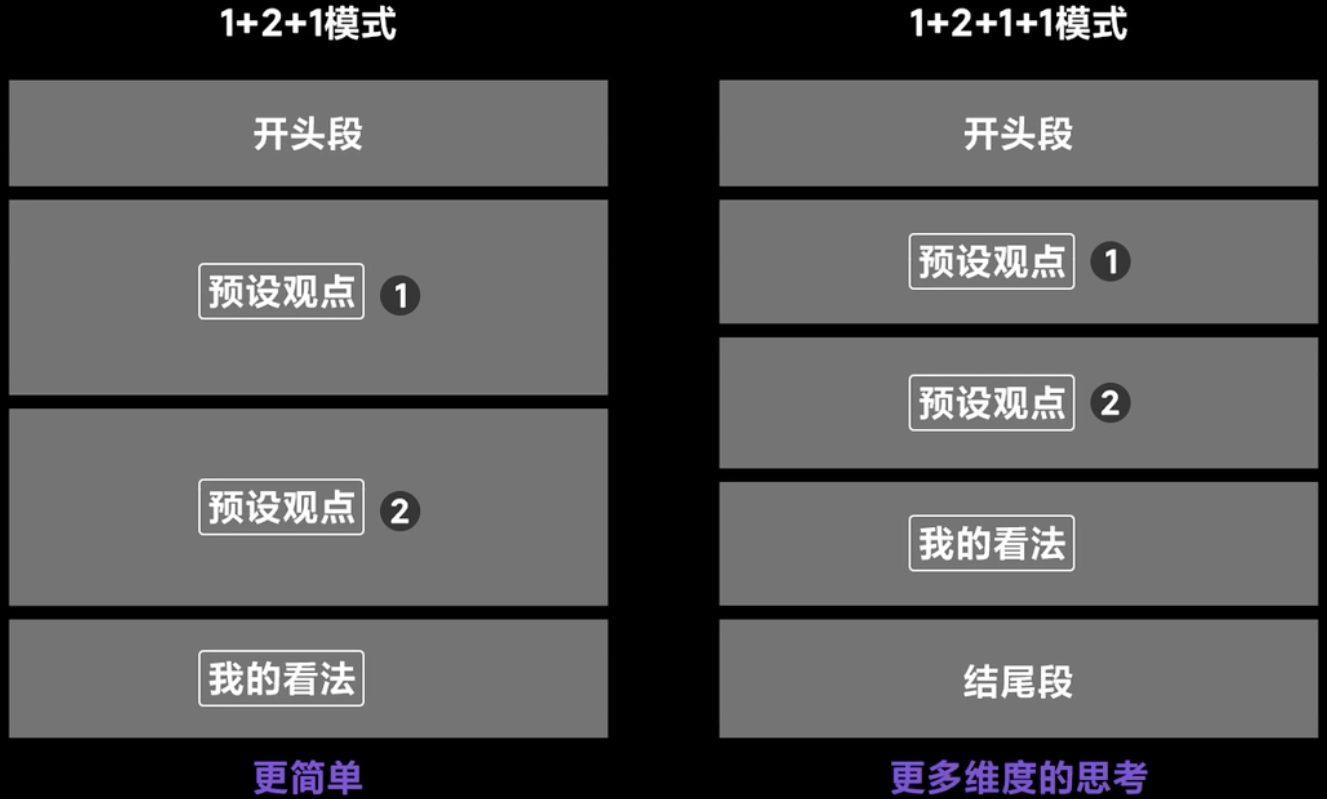 1+2+1模式
开头段
预设观点 1
预设观点 2
我的看法
更简单
1+2+1+1模式
开头段
预设观点 1
预设观点 2
我的看法
结尾段
更多维度的思考